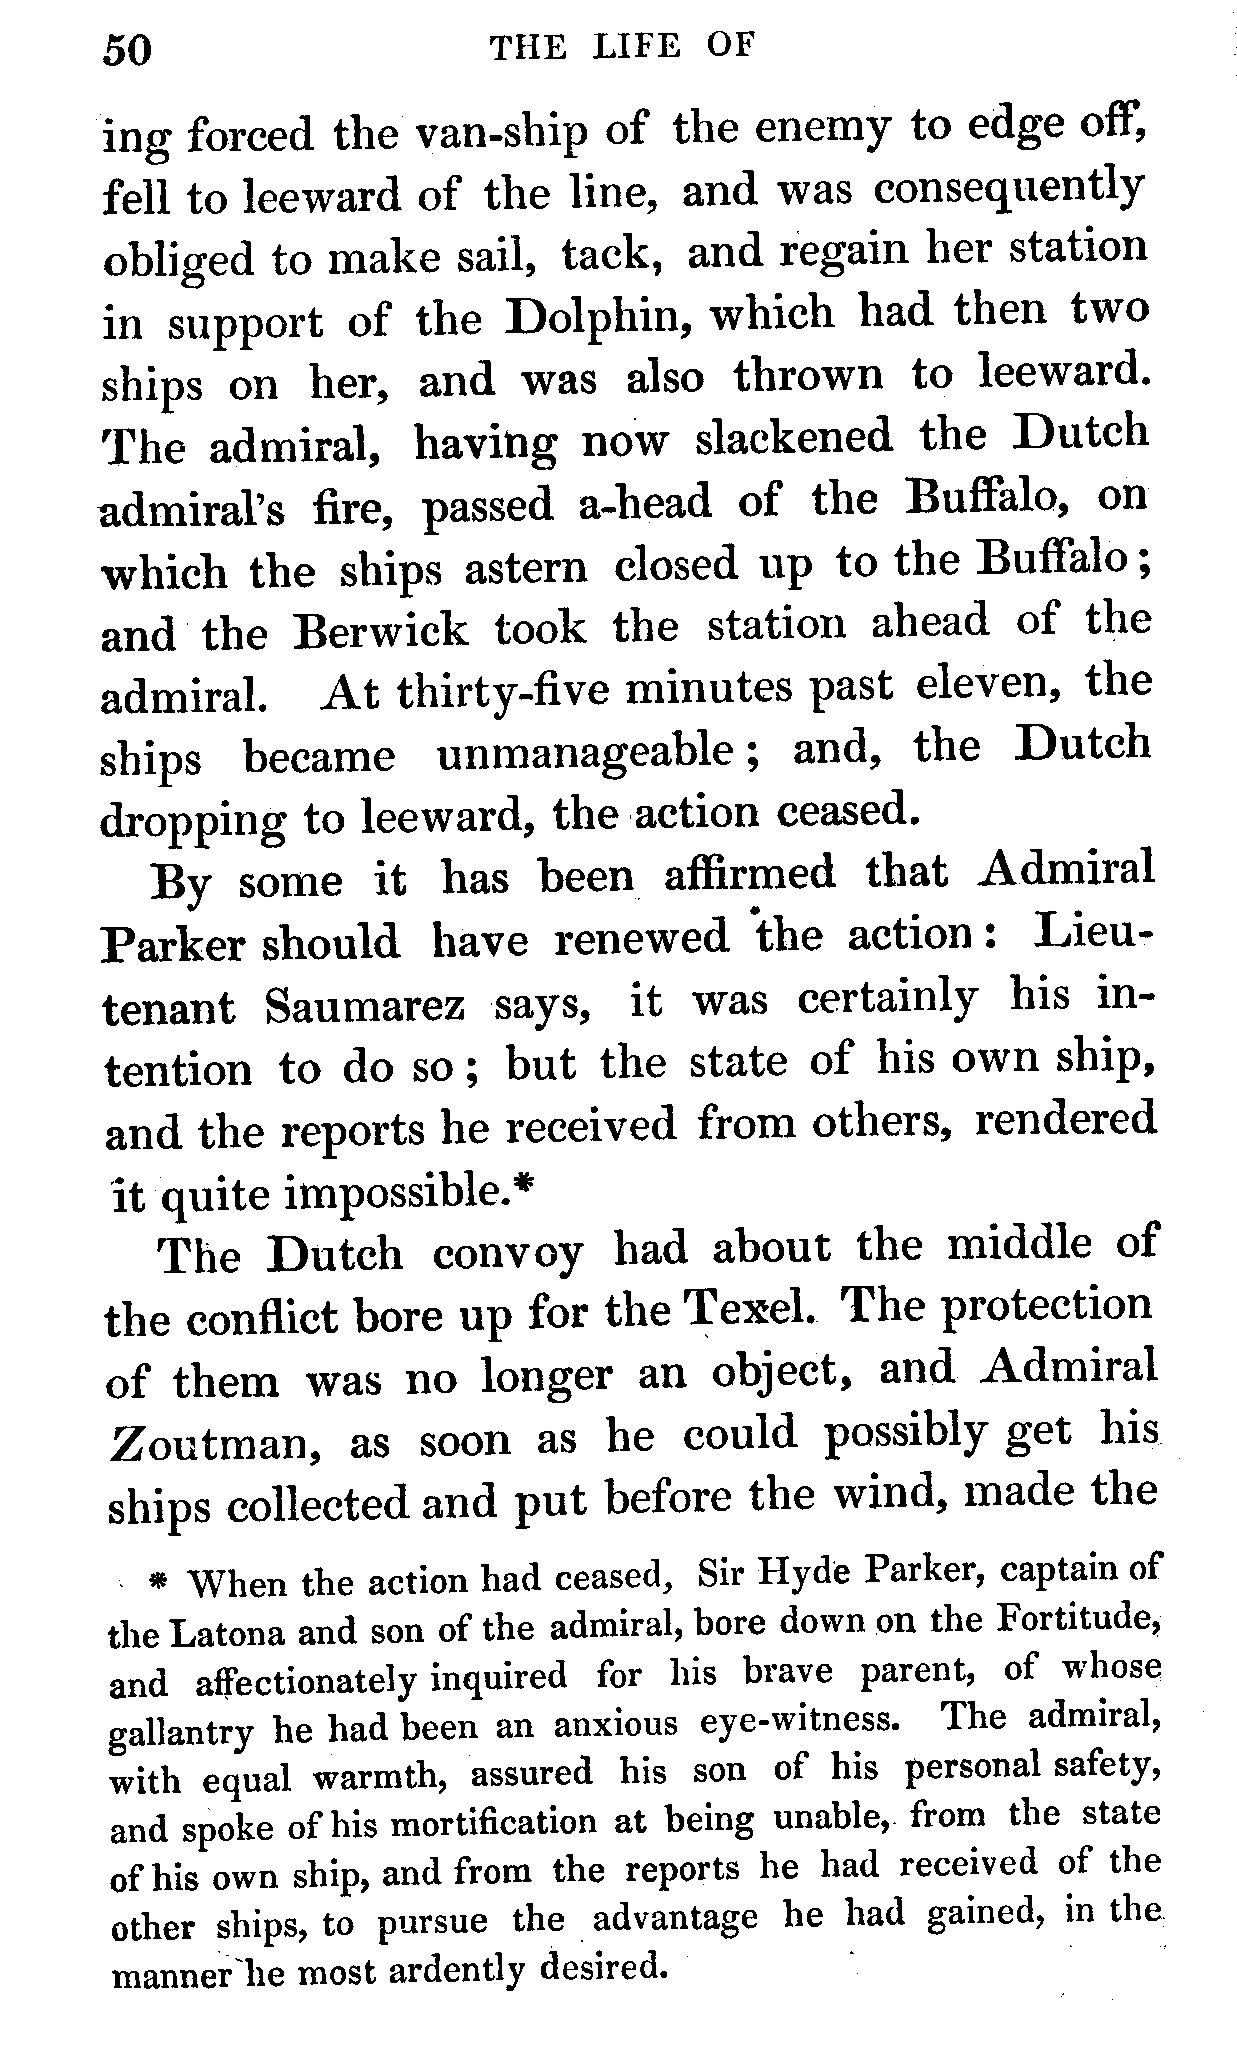 50 THE LIFE OF
ing forced the van-ship of the enemy to edge off,
fell to leeward of the line, and was consequently
obliged to make sail, tack, and regain her station
in support of the Dolphin, which had then two
ships on her, and was also thrown to leeward.
The admiral, having now slackened the Dutch
admiral's fire, passed a-head of the Buffalo, on
which the ships astern closed up to the Buffalo;
and the Berwick took the station ahead of the
admiral. At thirty-five minutes past eleven, the
ships became unmanageable; and, the Dutch
dropping to leeward, the action ceased.
By some it has been affirmed that Admiral
Parker should have renewed the action: Lieu-
tenant Saumarez says, it was certainly his in-
tention to do so; but the state of his own ship,
and the reports he received from others, rendered
it quite impossible.*
The Dutch convoy had about the middle of
the conflict bore up for the Texel. The protection
of them was no longer an object, and Admiral
Zoutman, as soon as he could possibly get his
ships collected and put before the wind, made the
* When the action had ceased, Sir Hyde Parker, captain of
the Latona and son of the admiral, bore down on the Fortitude,
and affectionately inquired for his brave parent, of whose
gallantry he had been an anxious eye-witness. The admiral,
with equal warmth, assured his son of his personal safety,
and spoke of his mortification at being unable, from the state
of his own ship, and from the reports he had received of the
other ships, to pursue the advantage he had gained, in the
manner he most ardently desired.